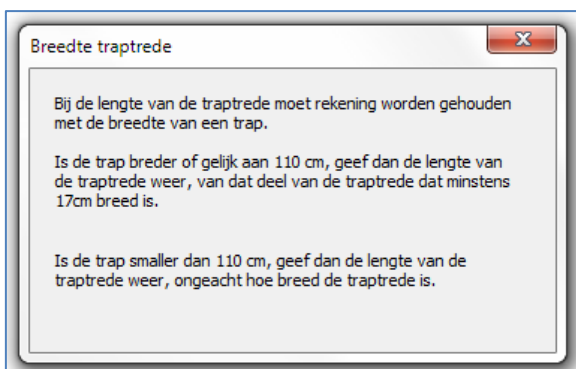 Breedte traptrede
Bij de lengte van de traptrede moet rekening worden gehouden
met de breedte van een trap.
Is de trap breder of gelijk aan 110 cm, geef dan de lengte van
de traptrede weer, van dat deel van de traptrede dat minstens
17cm breed is.
Is de trap smaller dan 110 cm, geef dan de lengte van de
traptrede weer, ongeacht hoe breed de traptrede is.